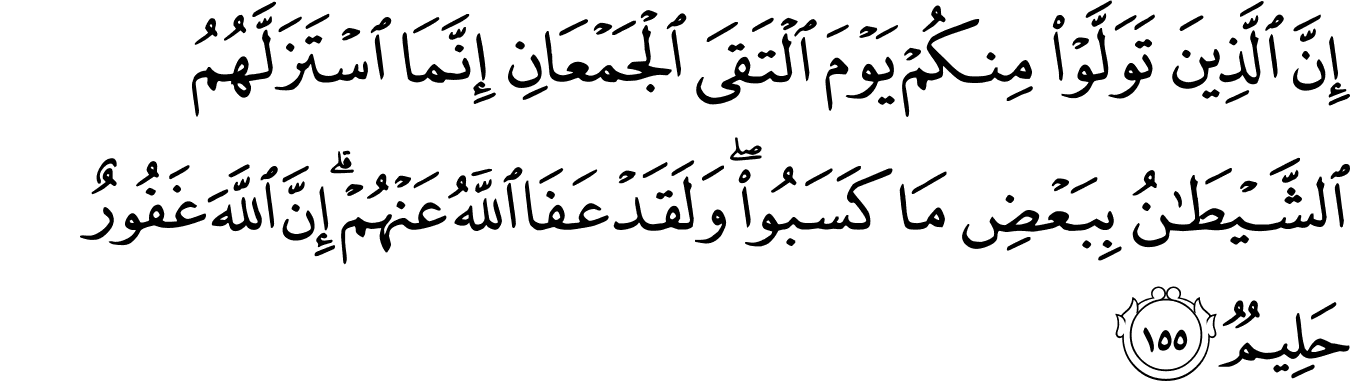 إِنَّ ٱلَّذِينَ تَوَلَّوْا۟ مِنكُمْ يَوْمَ ٱلْتَقَى ٱلْجَمْعَانِ إِنَّمَا ٱسْتَزَلَّهُمُ
ٱلشَّيْطَـٰنُ بِبَعْضِ مَا كَسَبُوا۟ ۖ وَلَقَدْ عَفَا ٱللَّهُ عَنْهُمْ ۗ إِنَّ ٱللَّهَ غَفُورٌ
حَلِيمٌ ١٥٥